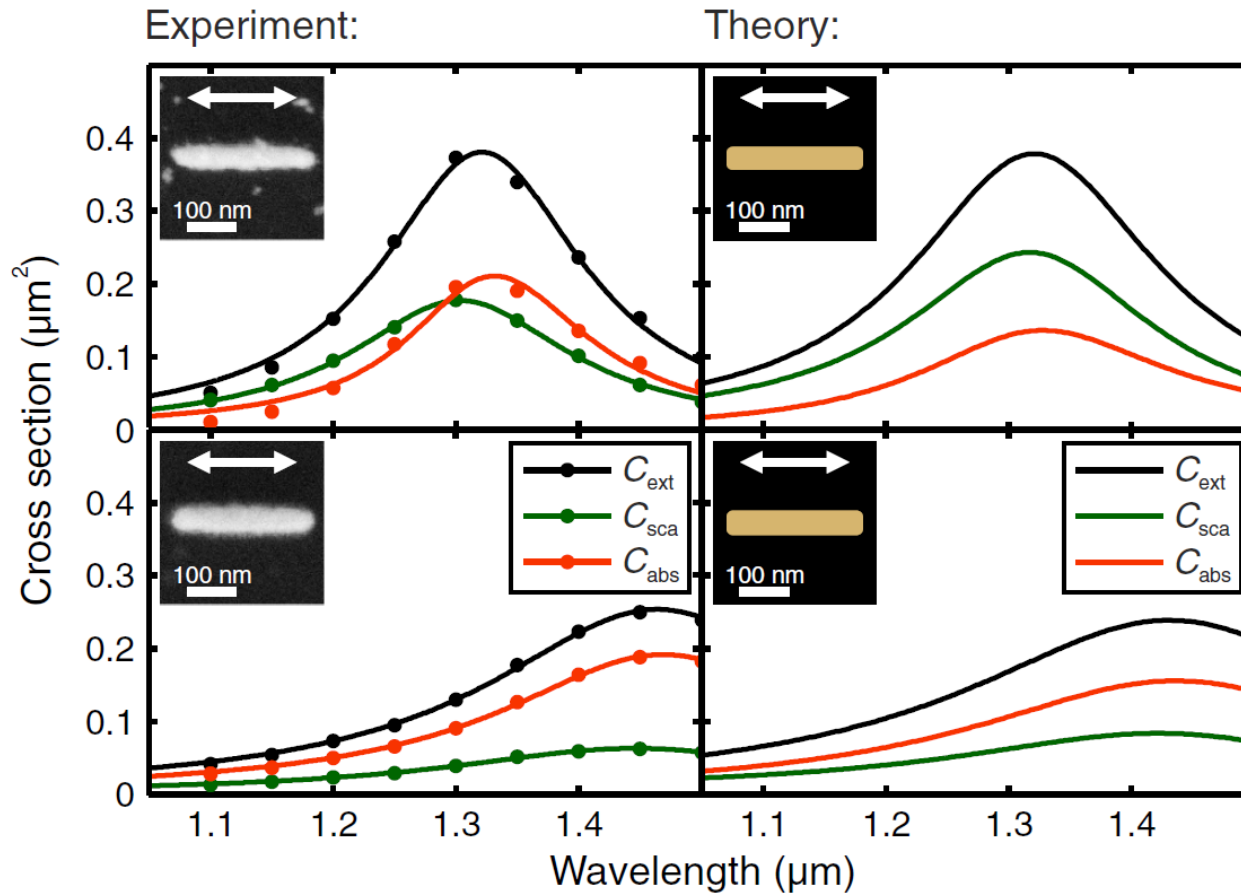 Experiment:
Theory:
Cross section (μm²)
0.4
0.3
0.2
0.1
0
100 nm
100 nm
0.4
0.3
0.2
0.1
0
100 nm
C_ext
C_sca
C_abs
100 nm
C_ext
C_sca
C_abs
1.1 1.2 1.3 1.4 1.1 1.2 1.3 1.4
Wavelength (μm)